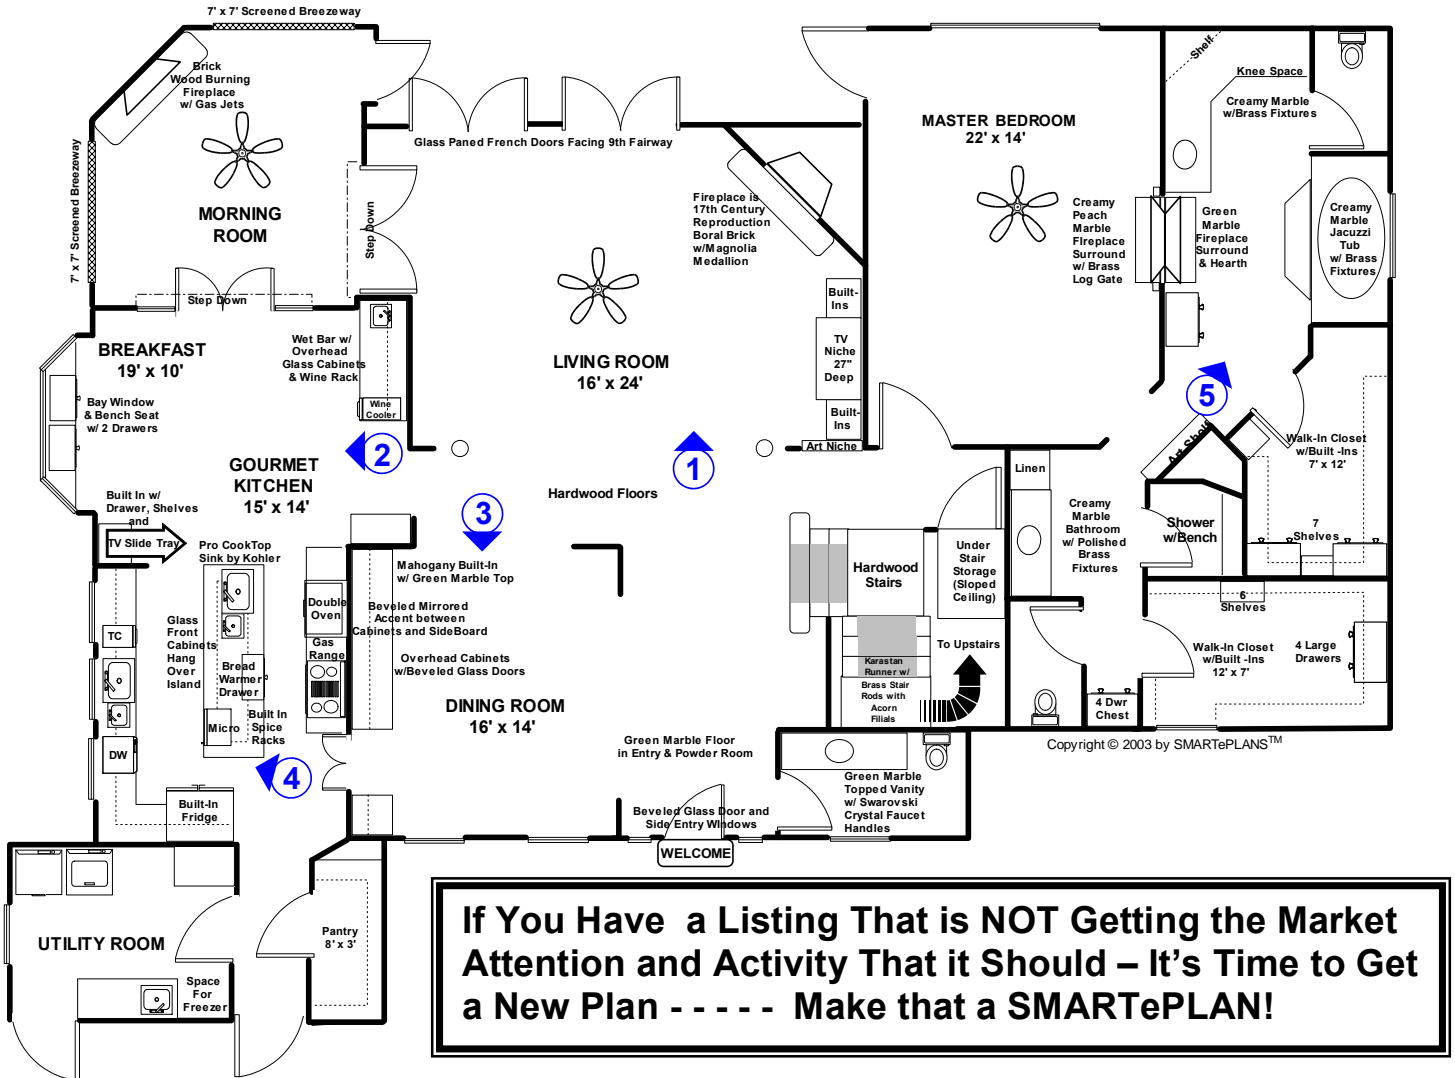 7' x 7' Screened Breezeway
Brick
Wood Burning
Fireplace
w/ Gas Jets
7' x 7' Screened Breezeway
MORNING
ROOM
Step Down
Step Down
Glass Paned French Doors Facing 9th Fairway
Fireplace is
17th Century
Reproduction
Boral Brick
w/Magnolia
Medallion
LIVING ROOM
16' x 24'
Built-
Ins
TV
Niche
27"
Deep
Built-
Ins
Art Niche
MASTER BEDROOM
22' x 14'
Creamy
Peach
Marble
FIreplace
Surround
w/ Brass
Log Gate
Green
Marble
Fireplace
Surround
& Hearth
Shelf
Knee Space
Creamy Marble
w/Brass Fixtures
Creamy
Marble
Jacuzzi
Tub
w/ Brass
Fixtures
BREAKFAST
19' x 10'
Bay Window
& Bench Seat
w/ 2 Drawers
Wet Bar w/
Overhead
Glass Cabinets
& Wine Rack
Wine
Cooler
GOURMET
KITCHEN
15' x 14'
2
1
3
5
Hardwood Floors
Art Shelf
Walk-In Closet
w/Built -Ins
7' x 12'
7
Shelves
Linen
Creamy
Marble
Bathroom
w/ Polished
Brass
Fixtures
Shower
w/Bench
Built In w/
Drawer, Shelves
and
TV Slide Tray
Pro CookTop
Sink by Kohler
Mahogany Built-In
w/ Green Marble Top
Double
Oven
Beveled Mirrored
Accent between
Cabinets and SideBoard
Gas
Range
Overhead Cabinets
w/Beveled Glass Doors
Glass
Front
Cabinets
Hang
Over
Island
TC
Bread
Warmer
Drawer
Micro
Built In
Spice
Racks
DW
4
Built-In
Fridge
DINING ROOM
16' x 14'
Hardwood
Stairs
Under
Stair
Storage
(Sloped
Ceiling)
To Upstairs
Karastan
Runner w/
Brass Stair
Rods with
Acorn
Filials
6
Shelves
Walk-In Closet
w/Built -Ins
12' x 7'
4 Large
Drawers
4 Dwr
Chest
Copyright © 2003 by SMARTePLANS™
Green Marble Floor
in Entry & Powder Room
Green Marble
Topped Vanity
w/ Swarovski
Crystal Faucet
Handles
Beveled Glass Door and
Side Entry Windows
WELCOME
UTILITY ROOM
Space
For
Freezer
Pantry
8' x 3'
If You Have a Listing That is NOT Getting the Market
Attention and Activity That it Should – It's Time to Get
a New Plan - - - - - Make that a SMARTePLAN!